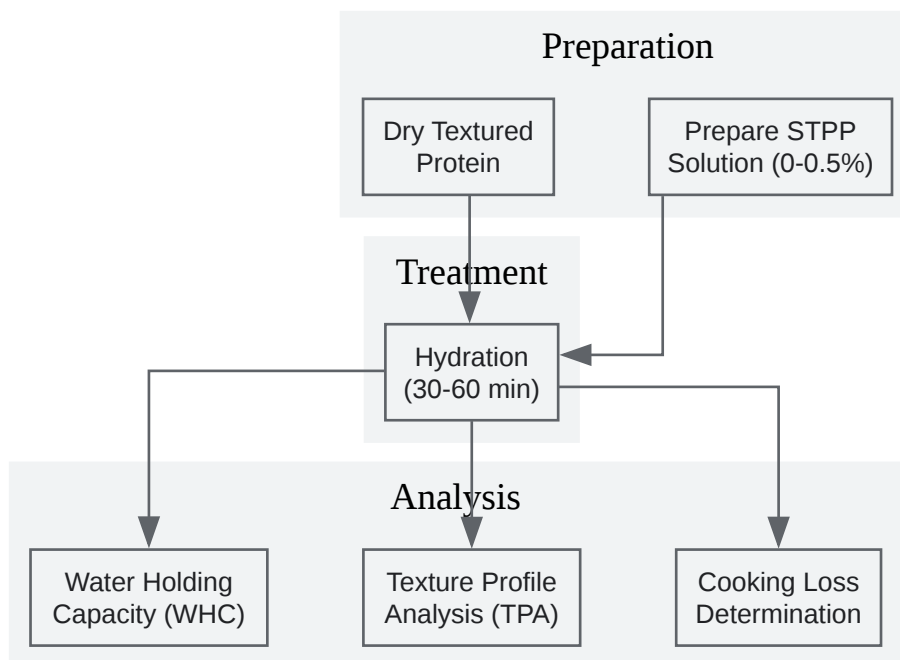 Preparation
Dry Textured
Protein
Prepare STPP
Solution (0-0.5%)
Treatment
Hydration
(30-60 min)
Analysis
Water Holding
Capacity (WHC)
Texture Profile
Analysis (TPA)
Cooking Loss
Determination